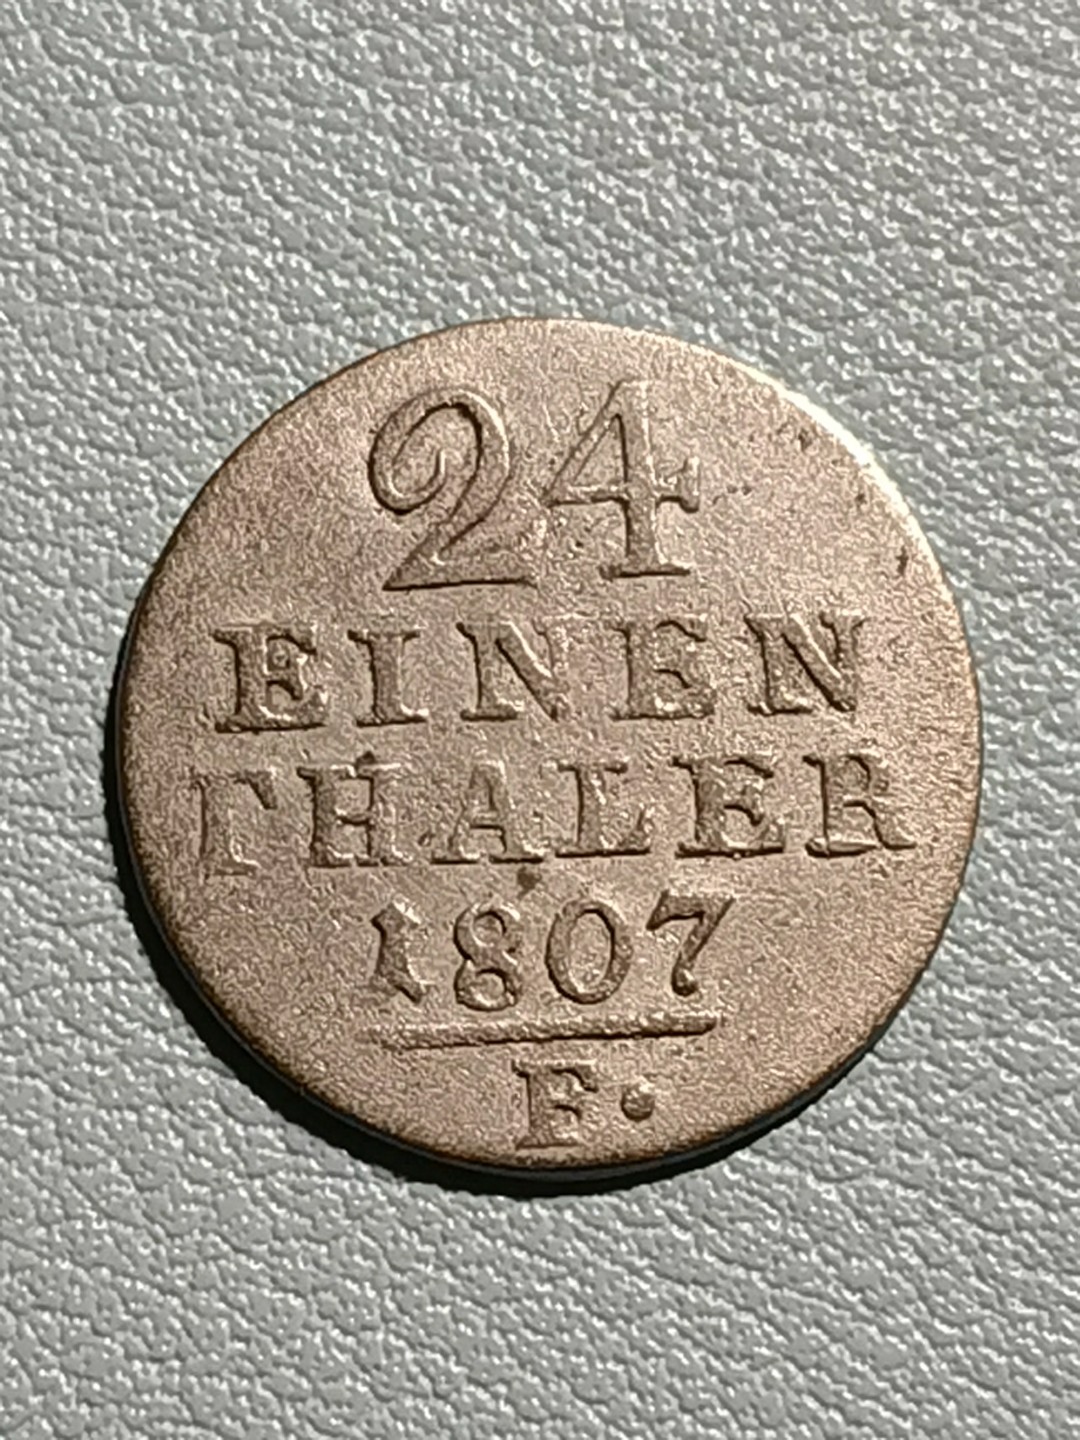 24
EINEN
THALER
1807
F.